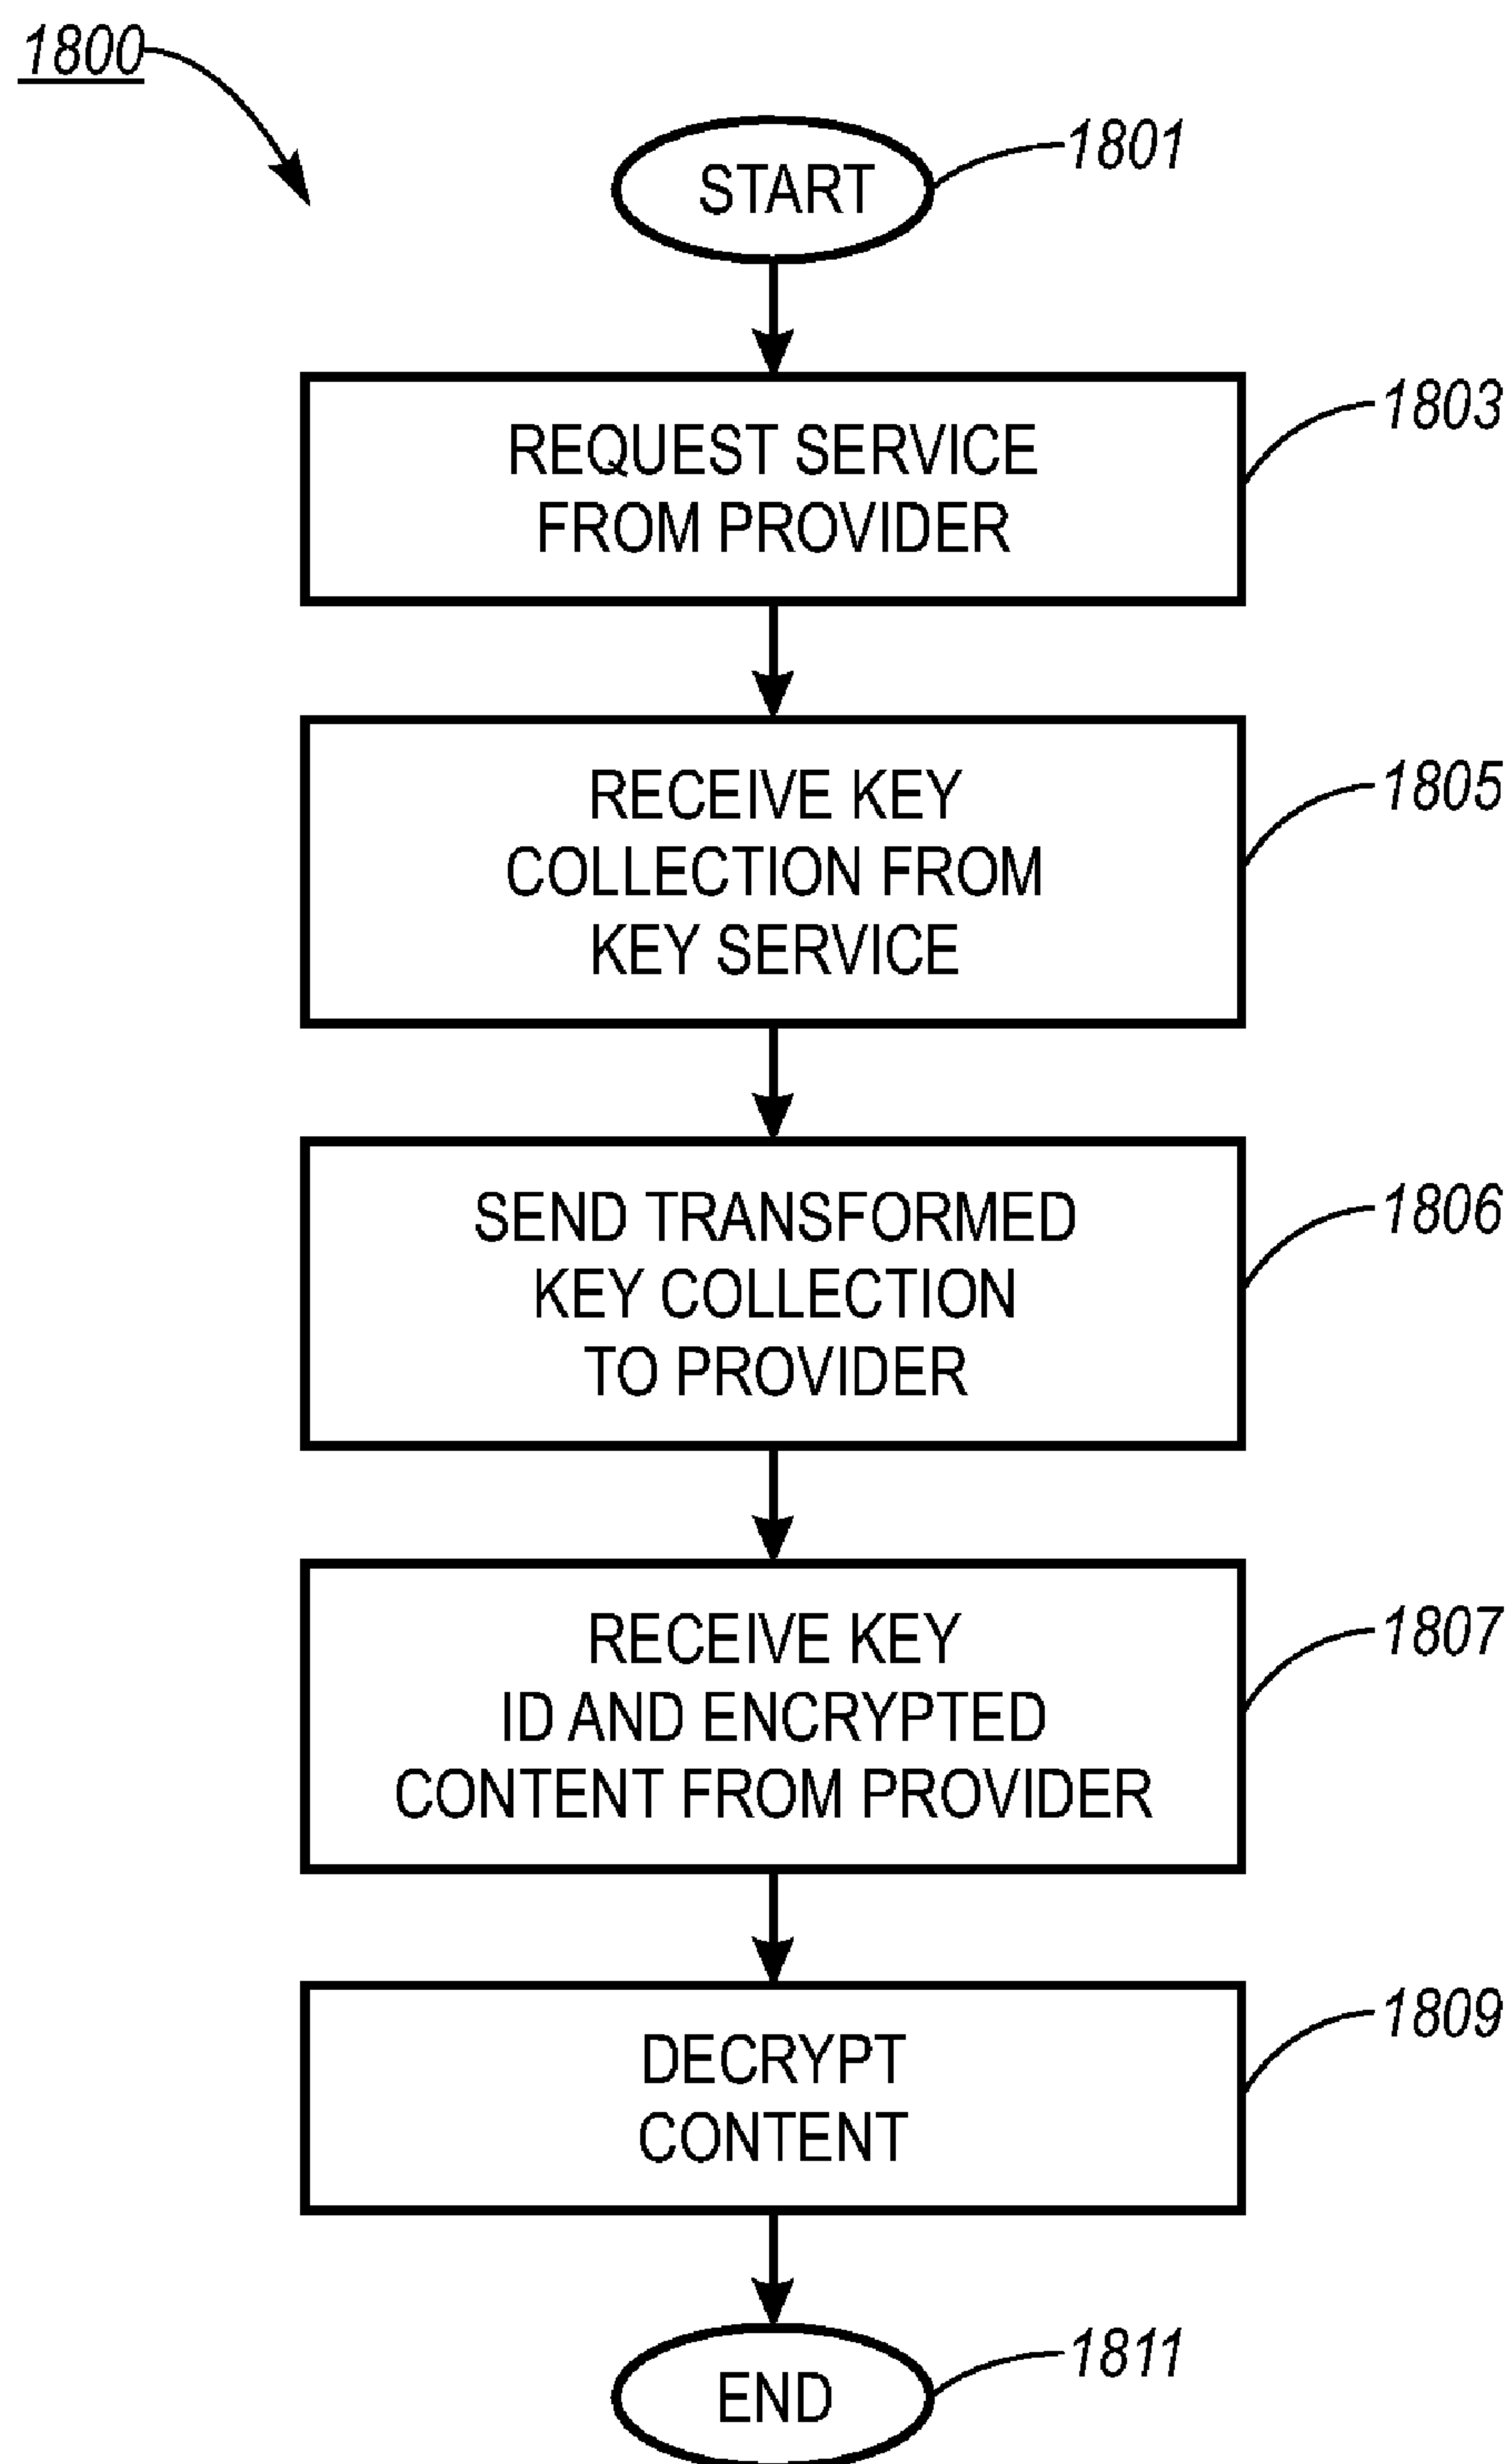 1800
START
1801
REQUEST SERVICE
FROM PROVIDER
1803
RECEIVE KEY
COLLECTION FROM
KEY SERVICE
1805
SEND TRANSFORMED
KEY COLLECTION
TO PROVIDER
1806
RECEIVE KEY
ID AND ENCRYPTED
CONTENT FROM PROVIDER
1807
DECRYPT
CONTENT
1809
END
1811